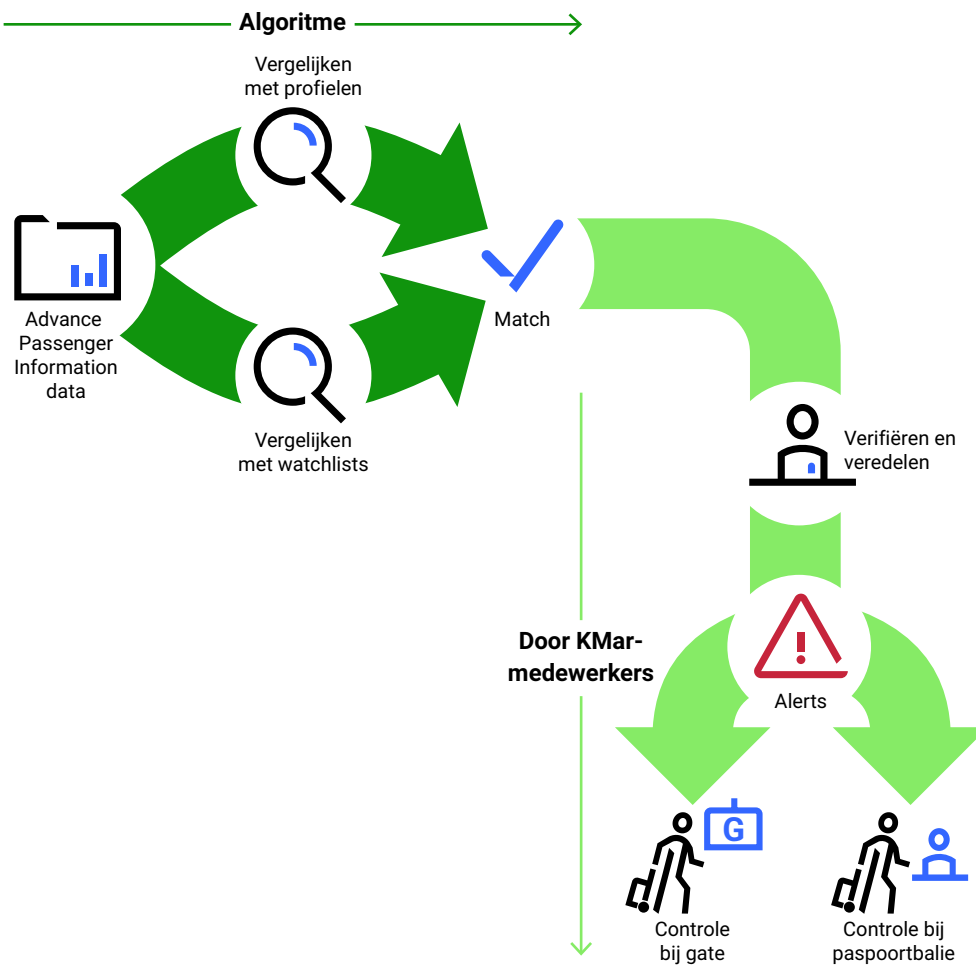 Algoritme
Vergelijken
met profielen
Advance
Passenger
Information
data
Match
Vergelijken
met watchlists
Verifiëren en
veredelen
Door KMar-
medewerkers
Alerts
G
Controle
bij gate
Controle bij
paspoortbalie